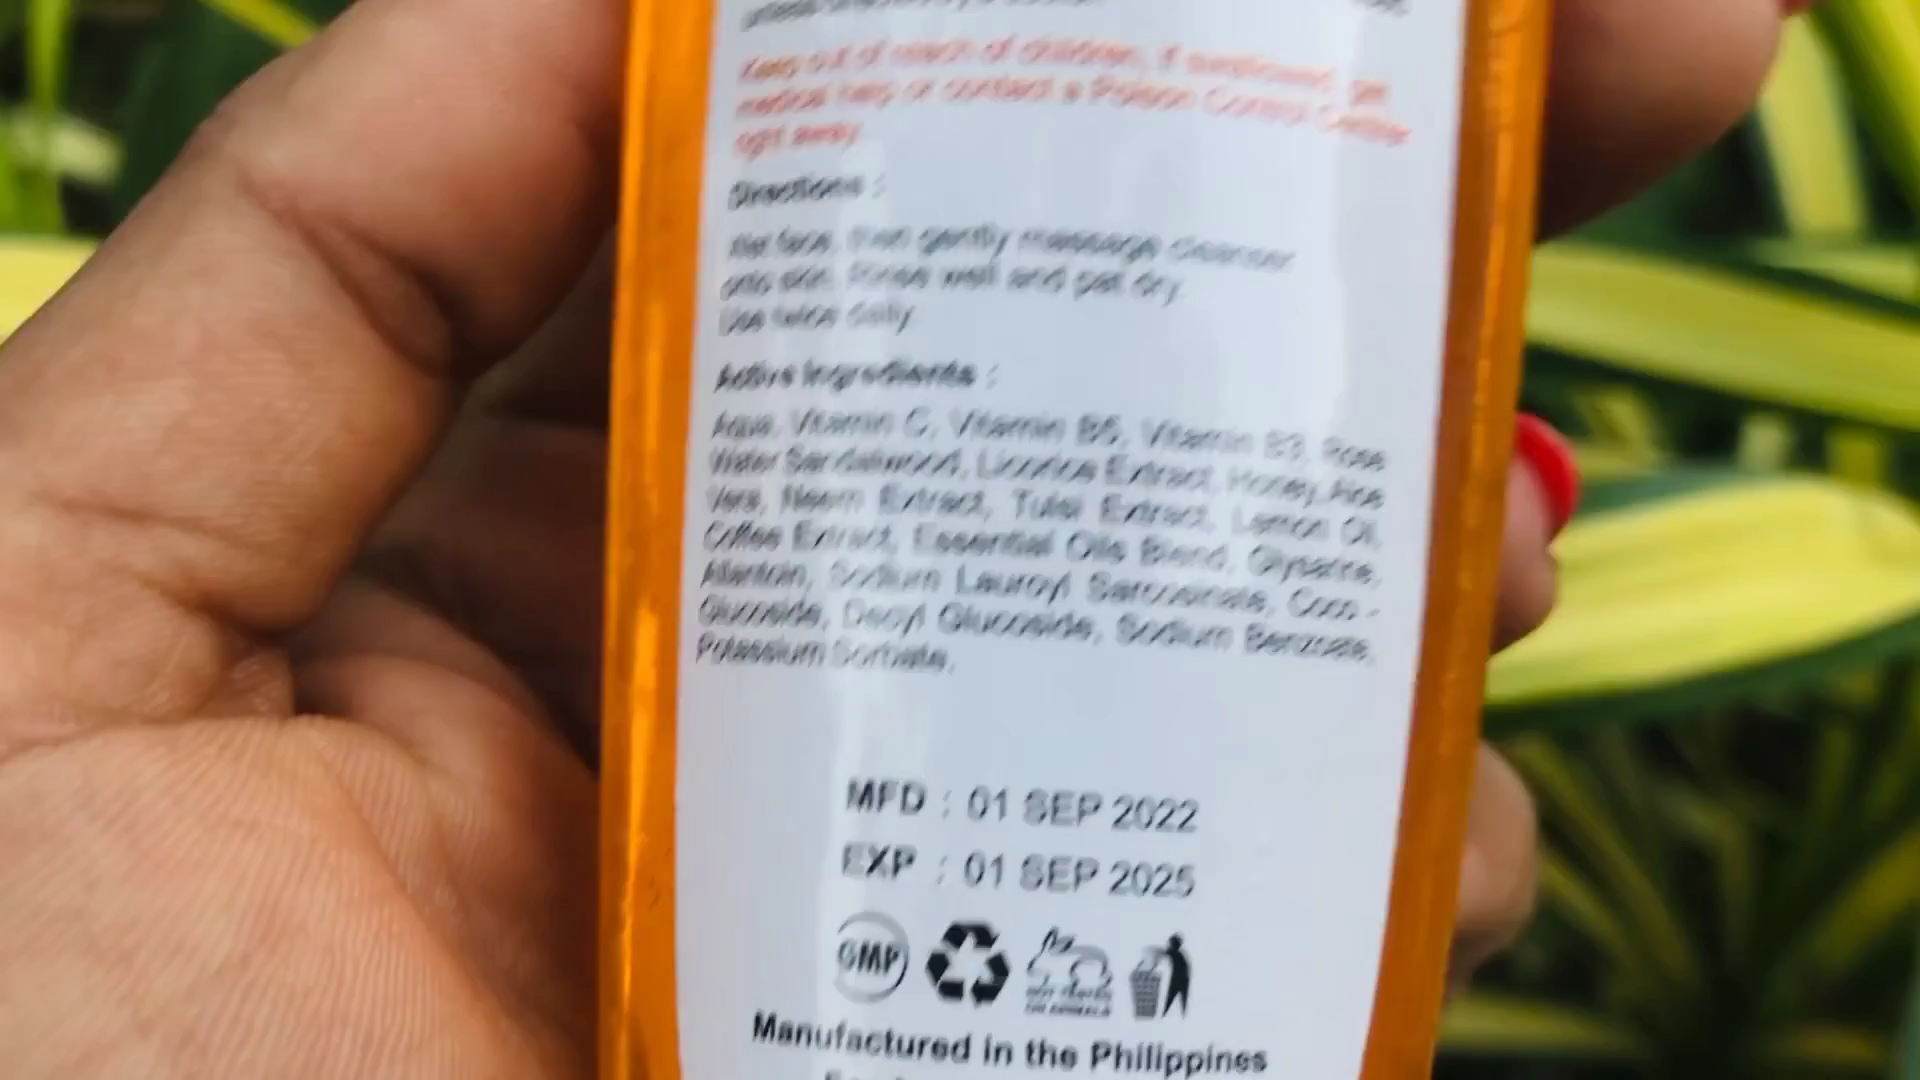 Keep out of reach of children, if swallowed, get
medical help or contact a Poison Control Center
right away.
Directions :
Wet face, then gently massage cleanser
onto skin. Rinse well and pat dry.
Use twice daily.
Active Ingredients :
Aqua, Vitamin C, Vitamin B5, Vitamin B3, Rose
Water Sandalwood, Licorice Extract, Honey, Aloe
Vera, Neem Extract, Tulsi Extract, Lemon Oil,
Coffee Extract, Essential Oils Blend, Glycerine,
Allantoin, Sodium Lauroyl Sarcosinate, Coco -
Glucoside, Decyl Glucoside, Sodium Benzoate,
Potassium Sorbate.
MFD : 01 SEP 2022
EXP : 01 SEP 2025
GMP
Manufactured in the Philippines